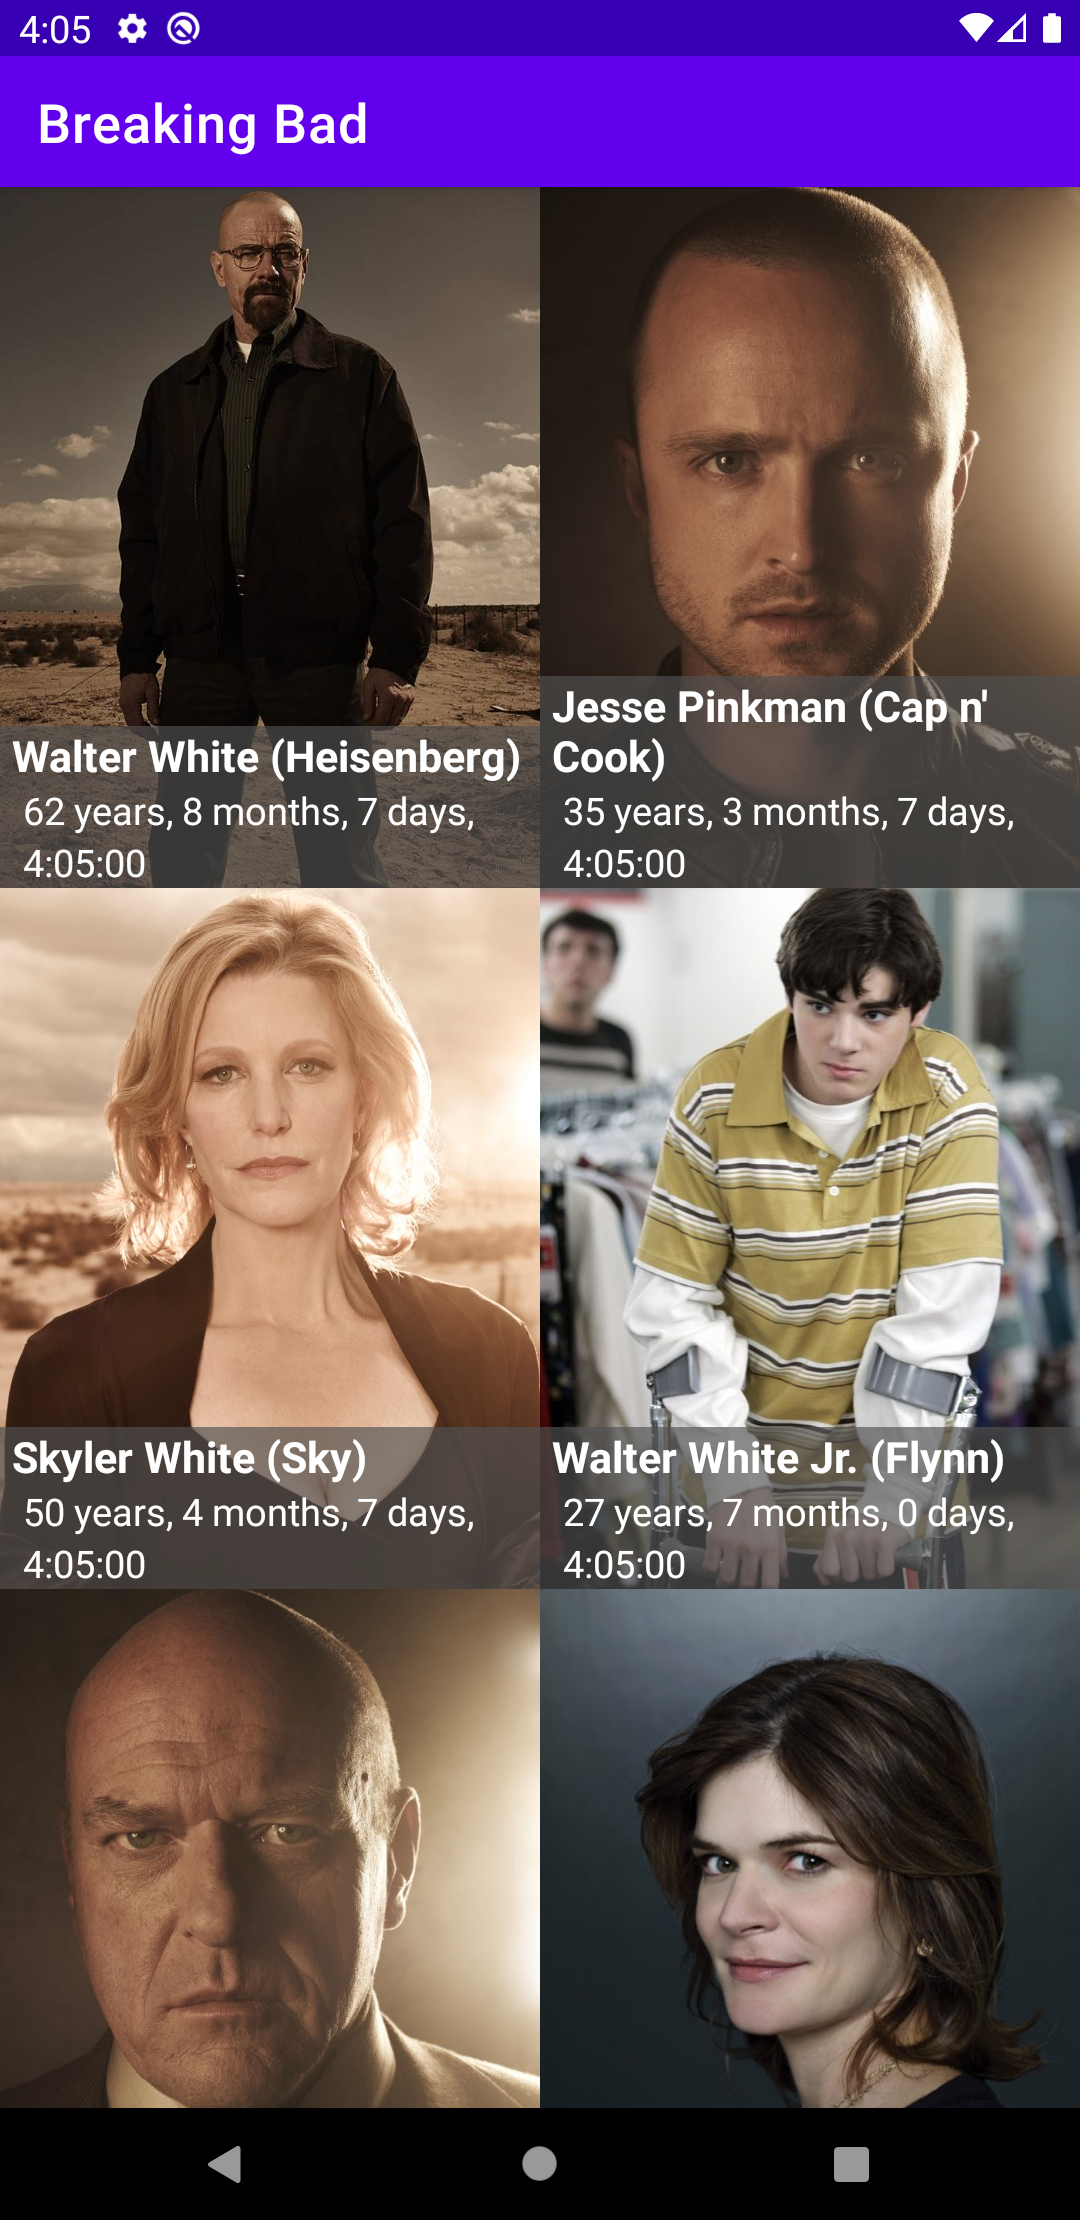 4:05
Breaking Bad
Walter White (Heisenberg)
62 years, 8 months, 7 days,
4:05:00
Jesse Pinkman (Cap n'
Cook)
35 years, 3 months, 7 days,
4:05:00
Skyler White (Sky)
50 years, 4 months, 7 days,
4:05:00
Walter White Jr. (Flynn)
27 years, 7 months, 0 days,
4:05:00